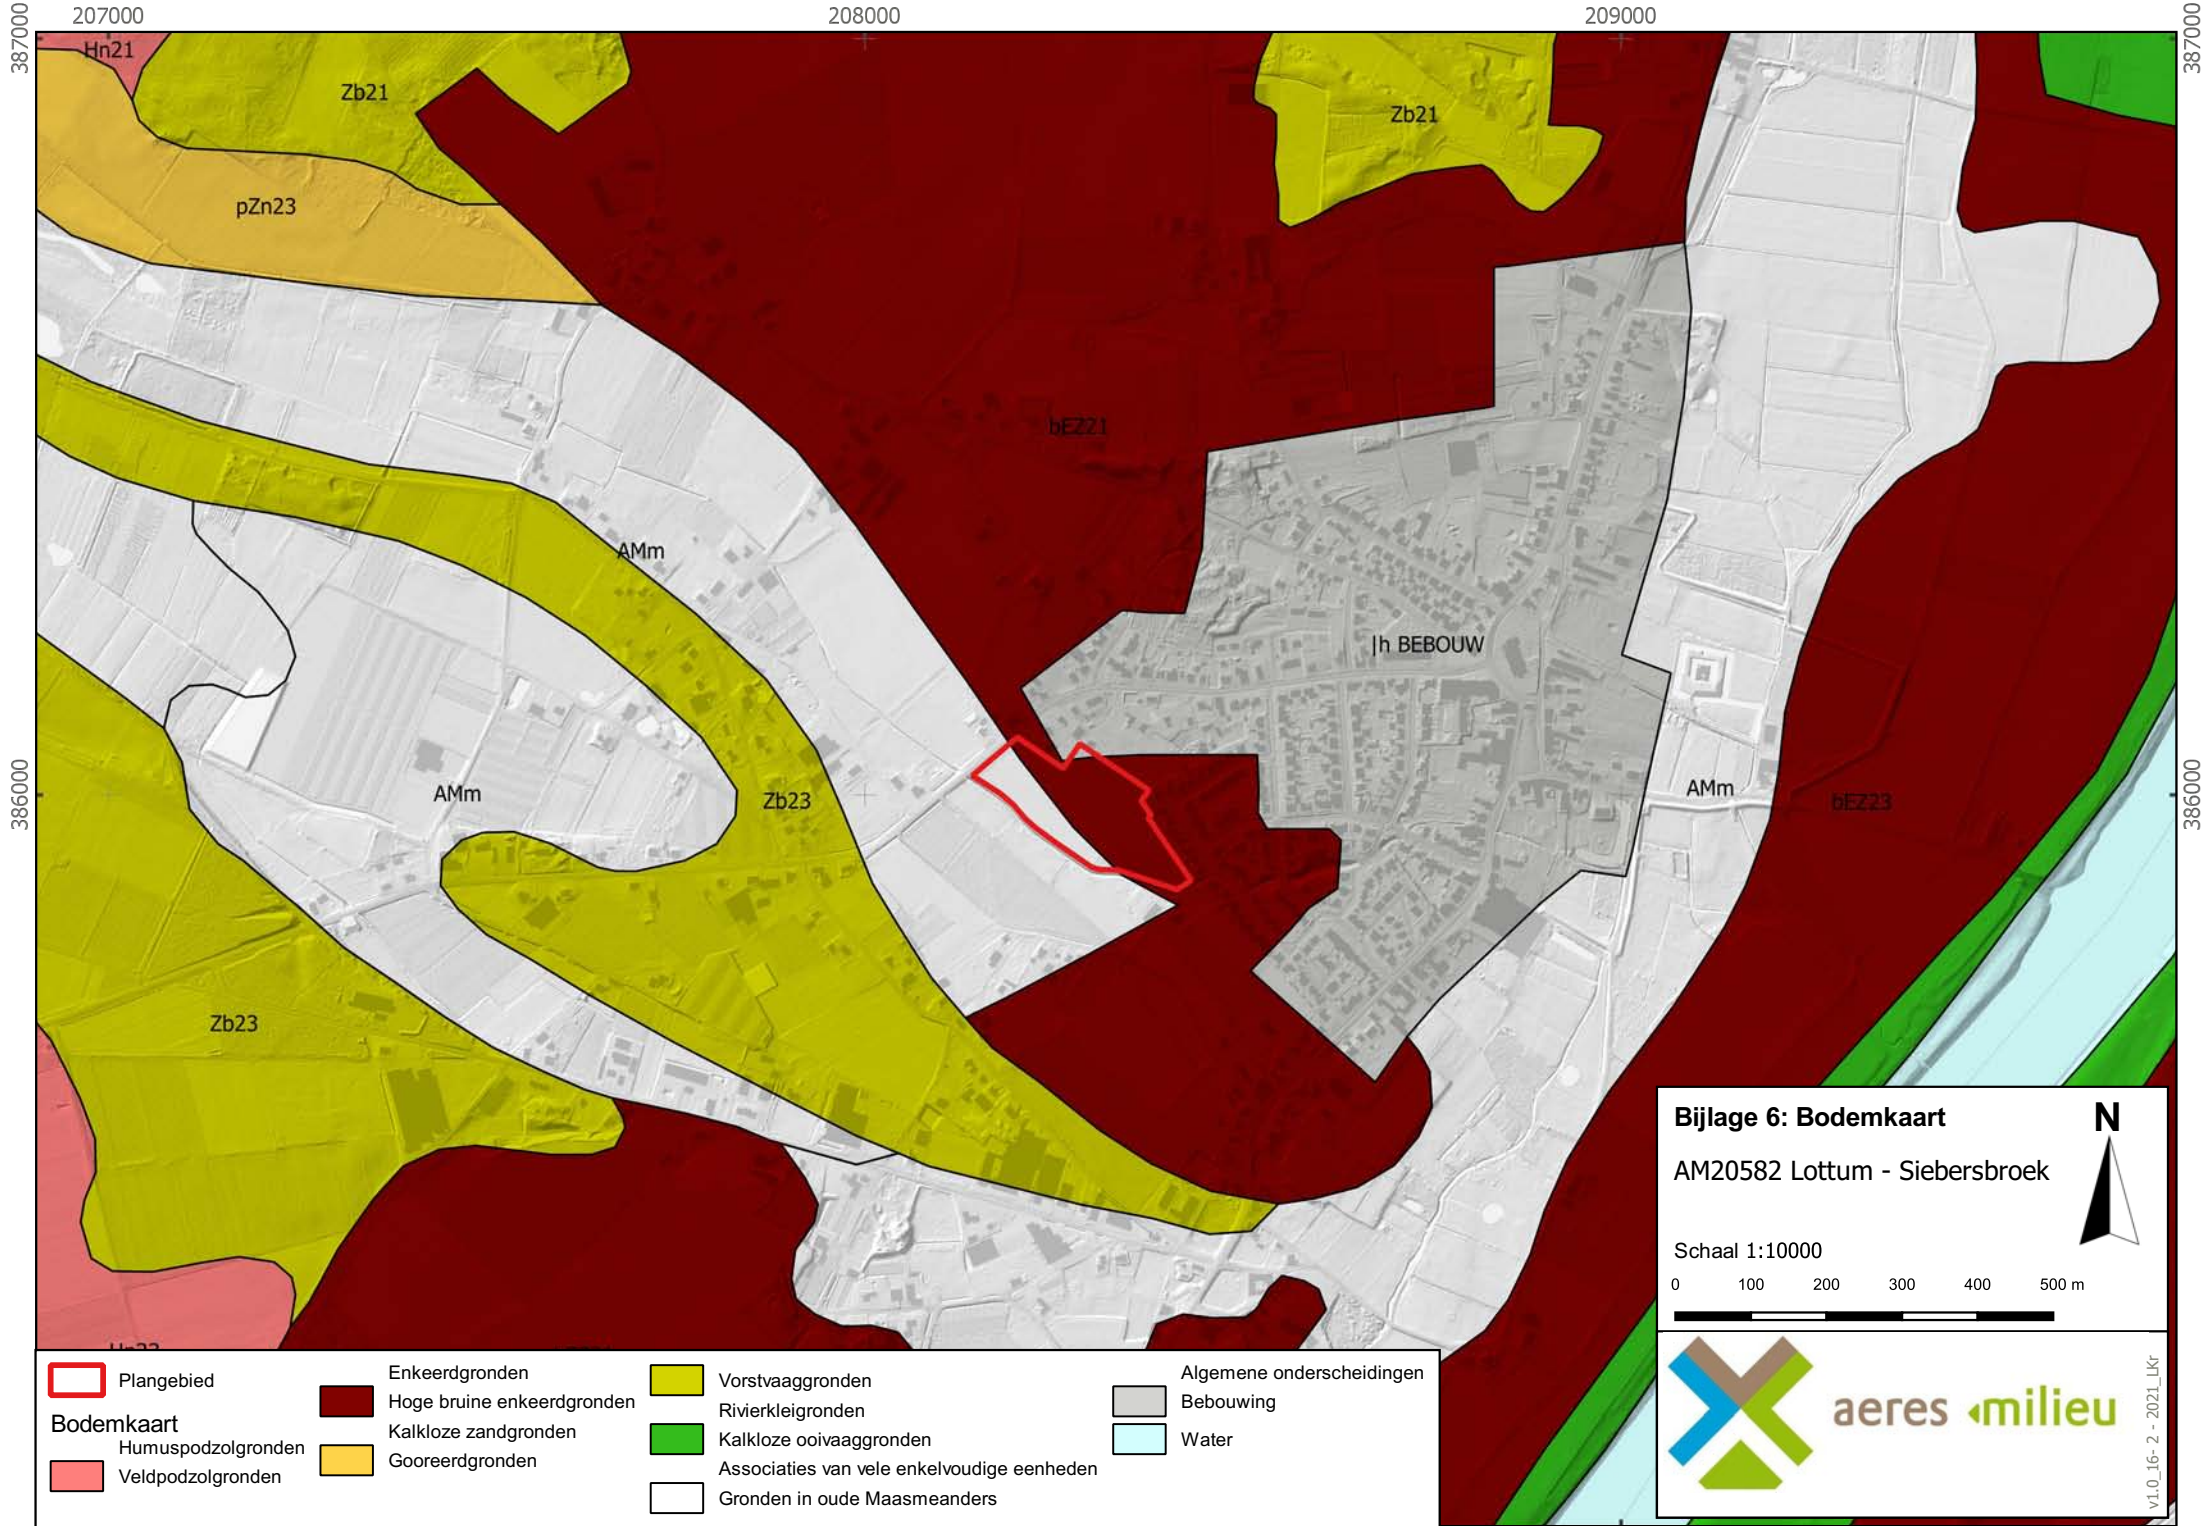 207000
208000
209000
387000
387000
Hn21
Zb21
Zb21
pZn23
bEZ21
AMm
|h BEBOUW
386000
386000
AMm
Zb23
AMm
bEZ23
Zb23
Bijlage 6: Bodemkaart
N
AM20582 Lottum - Siebersbroek
Schaal 1:10000
0 100 200 300 400 500 m
aeres milieu
v1.0_16- 2 - 2021_LKr
Plangebied
Bodemkaart
Humuspodzolgronden
Veldpodzolgronden
Enkeerdgronden
Hoge bruine enkeerdgronden
Kalkloze zandgronden
Gooreerdgronden
Vorstvaaggronden
Rivierkleigronden
Kalkloze ooivaaggronden
Associaties van vele enkelvoudige eenheden
Gronden in oude Maasmeanders
Algemene onderscheidingen
Bebouwing
Water